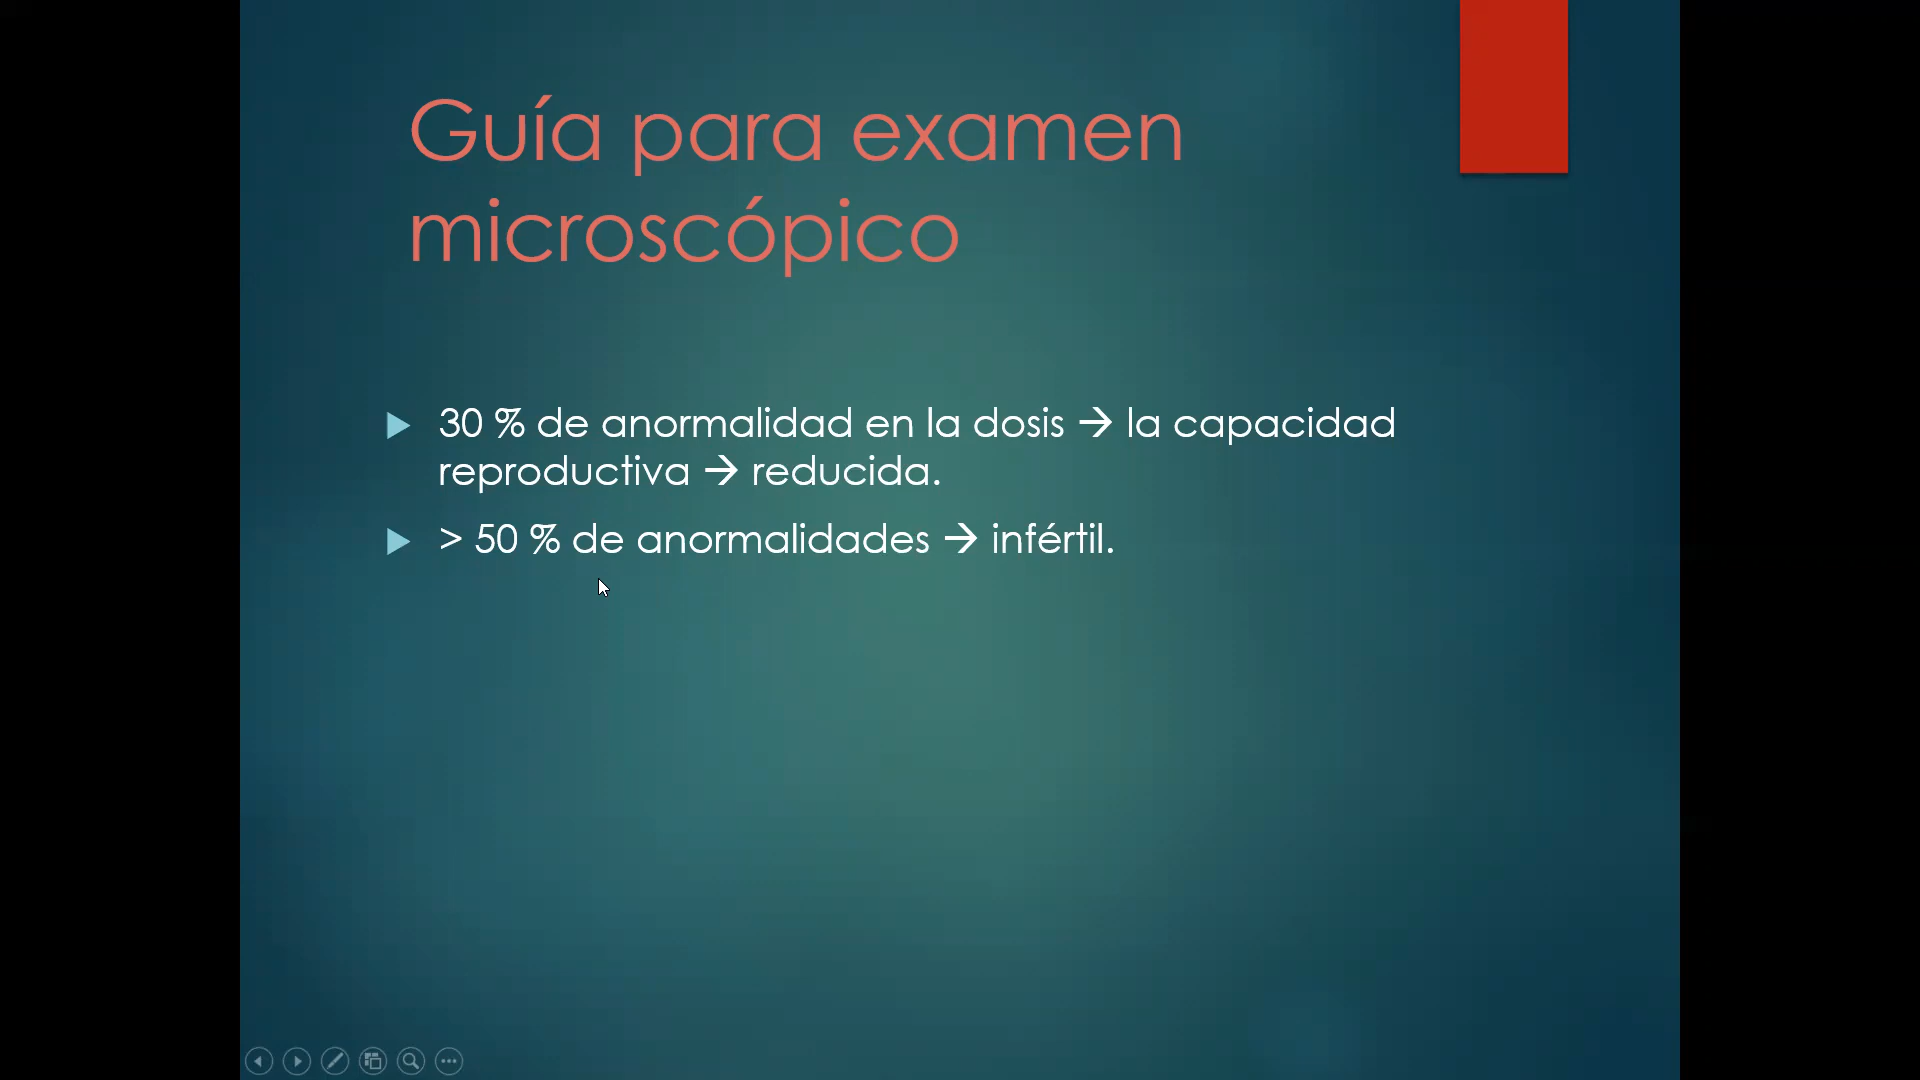 Guía para examen
microscópico
30 % de anormalidad en la dosis → la capacidad
reproductiva → reducida.
> 50 % de anormalidades → infértil.